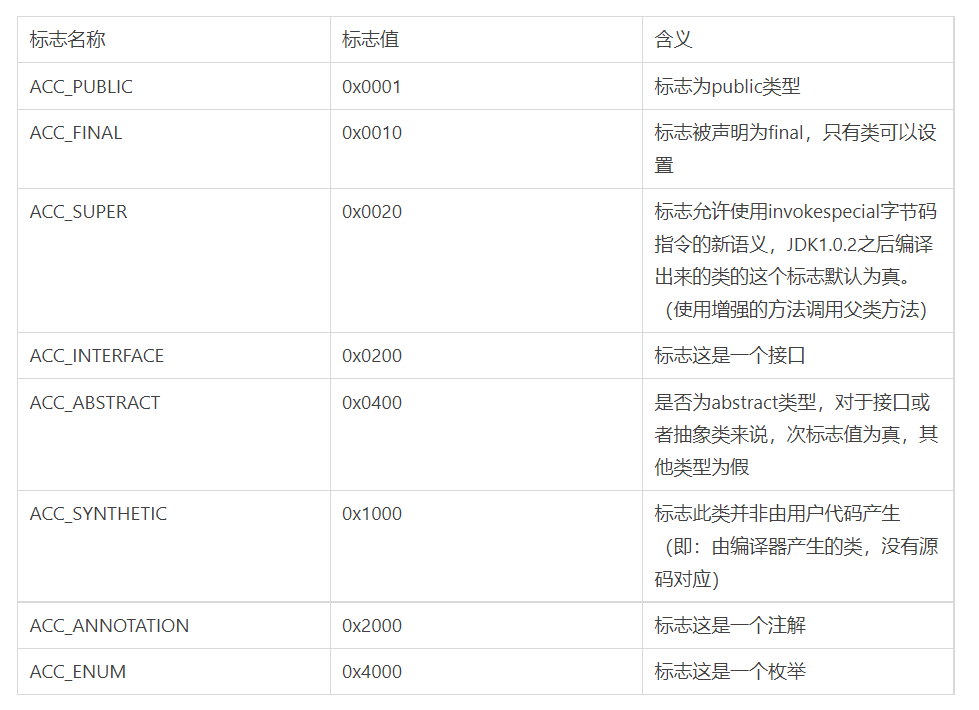 标志名称 标志值 含义
ACC_PUBLIC 0x0001 标志为public类型
ACC_FINAL 0x0010 标志被声明为final，只有类可以设
置
ACC_SUPER 0x0020 标志允许使用invokespecial字节码
指令的新语义，JDK1.0.2之后编译
出来的类的这个标志默认为真。
（使用增强的方法调用父类方法）
ACC_INTERFACE 0x0200 标志这是一个接口
ACC_ABSTRACT 0x0400 是否为abstract类型，对于接口或
者抽象类来说，次标志值为真，其
他类型为假
ACC_SYNTHETIC 0x1000 标志此类并非由用户代码产生
（即：由编译器产生的类，没有源
码对应）
ACC_ANNOTATION 0x2000 标志这是一个注解
ACC_ENUM 0x4000 标志这是一个枚举